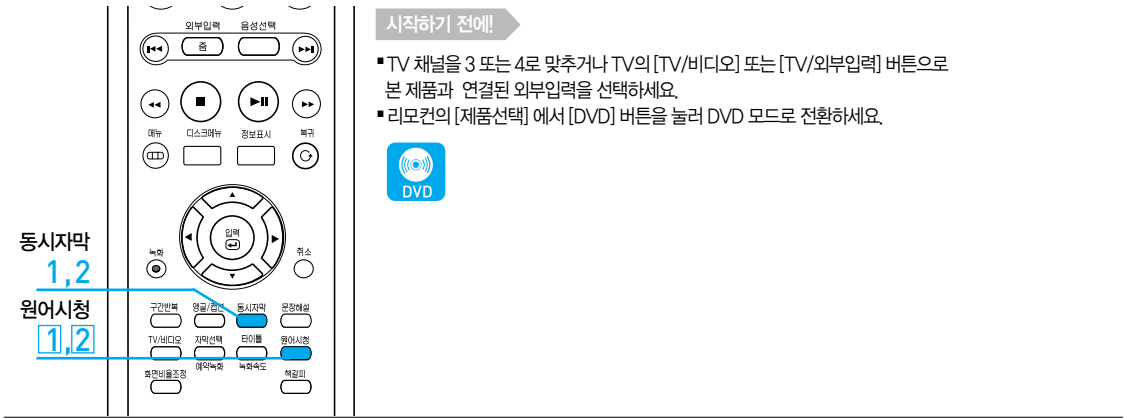 외부입력 음성선택
줌
메뉴 디스크메뉴 정보표시 복귀
입력
녹화 취소
구간반복 앵글/캡션 동시자막 문장해설
TV/비디오 자막선택 타이틀 원어시청
예약녹화 녹화속도
화면비율조정 책갈피
동시자막
1,2
원어시청
1,2
시작하기 전에!
▪TV 채널을 3 또는 4로 맞추거나 TV의 [TV/비디오] 또는 [TV/외부입력] 버튼으로
본 제품과 연결된 외부입력을 선택하세요.
▪리모컨의 [제품선택] 에서 [DVD] 버튼을 눌러 DVD 모드로 전환하세요.
DVD